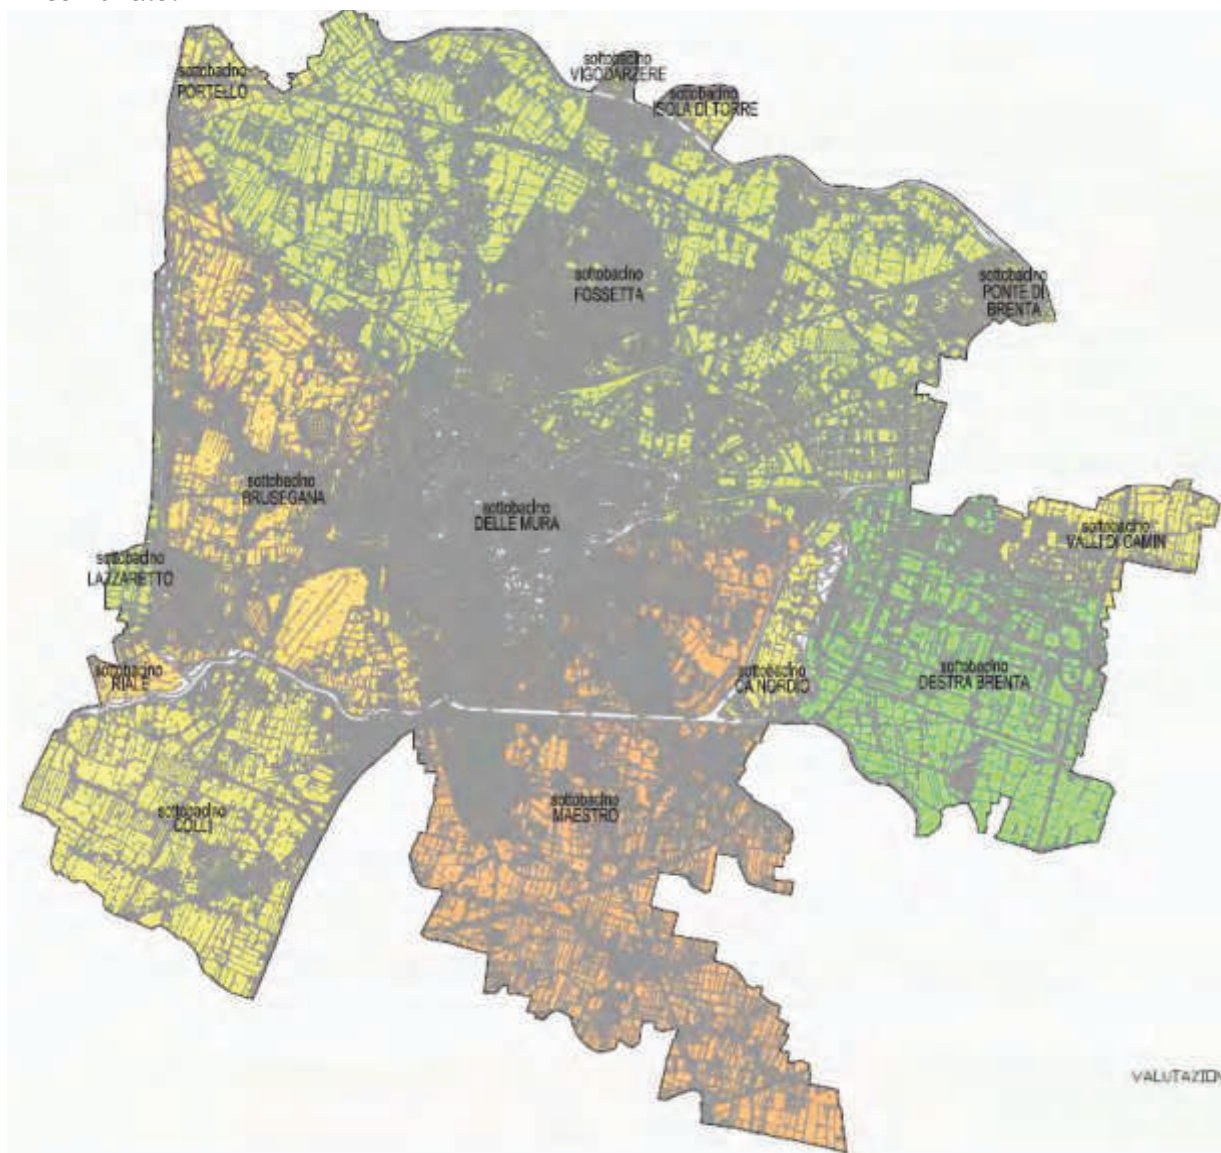 sottobacino
PORTELLO
sottobacino
VIGODARZERE
sottobacino
ISOLA DI TORRE
sottobacino
FOSSETTA
sottobacino
PONTE DI
BRENTA
sottobacino
BRUSEGANA
sottobacino
DELLE MURA
sottobacino
VALLI DI CAMIN
sottobacino
LAZZARETTO
sottobacino
RIALE
sottobacino
CA NORDIO
sottobacino
DESTRA BRENTA
sottobacino
COLLI
sottobacino
MAESTRO
VALUTAZION